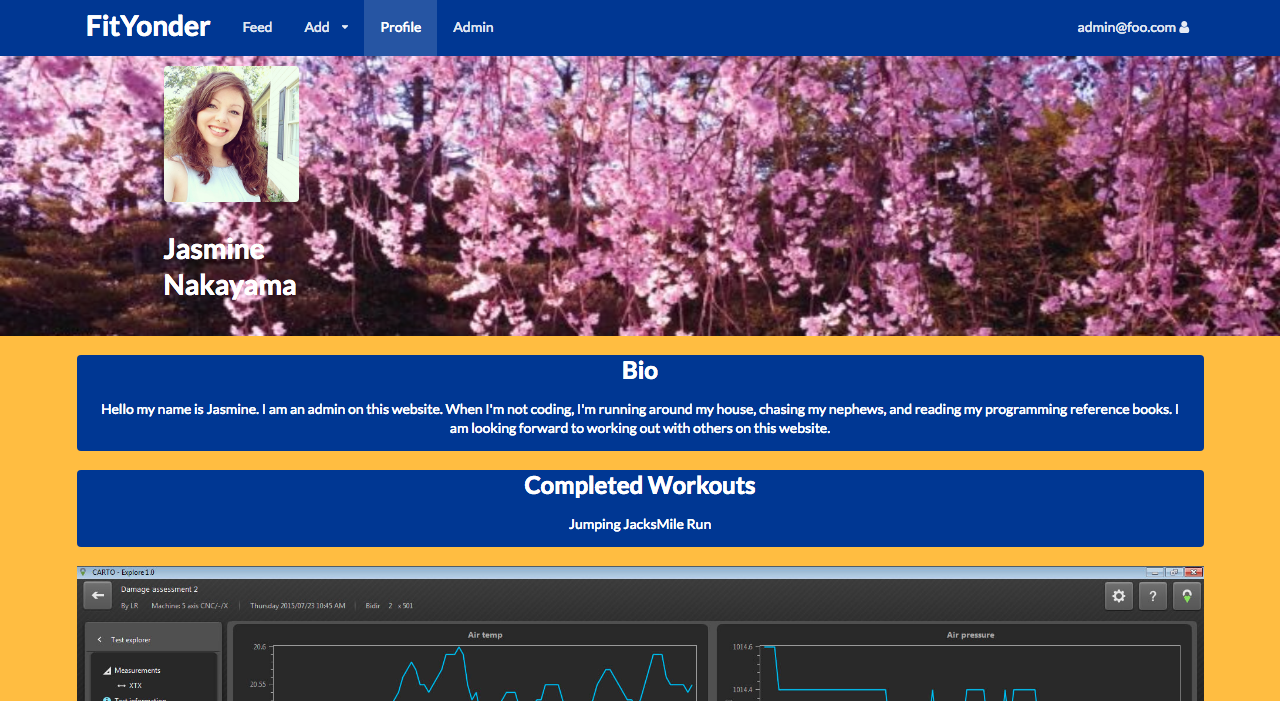 FitYonder Feed Add Profile Admin admin@foo.com
Jasmine
Nakayama
Bio
Hello my name is Jasmine. I am an admin on this website. When I'm not coding, I'm running around my house, chasing my nephews, and reading my programming reference books. I
am looking forward to working out with others on this website.
Completed Workouts
Jumping JacksMile Run
CARTO - Explore 1.0
Damage assessment 2
By LR Machine: 5 axis CNC/-/X | Thursday 2015/07/23 10:45 AM | Bidir 2 x 501
?
Test explorer
Measurements
XTX
Test information
Air temp
20.6
20.55
Air pressure
1014.6
1014.4